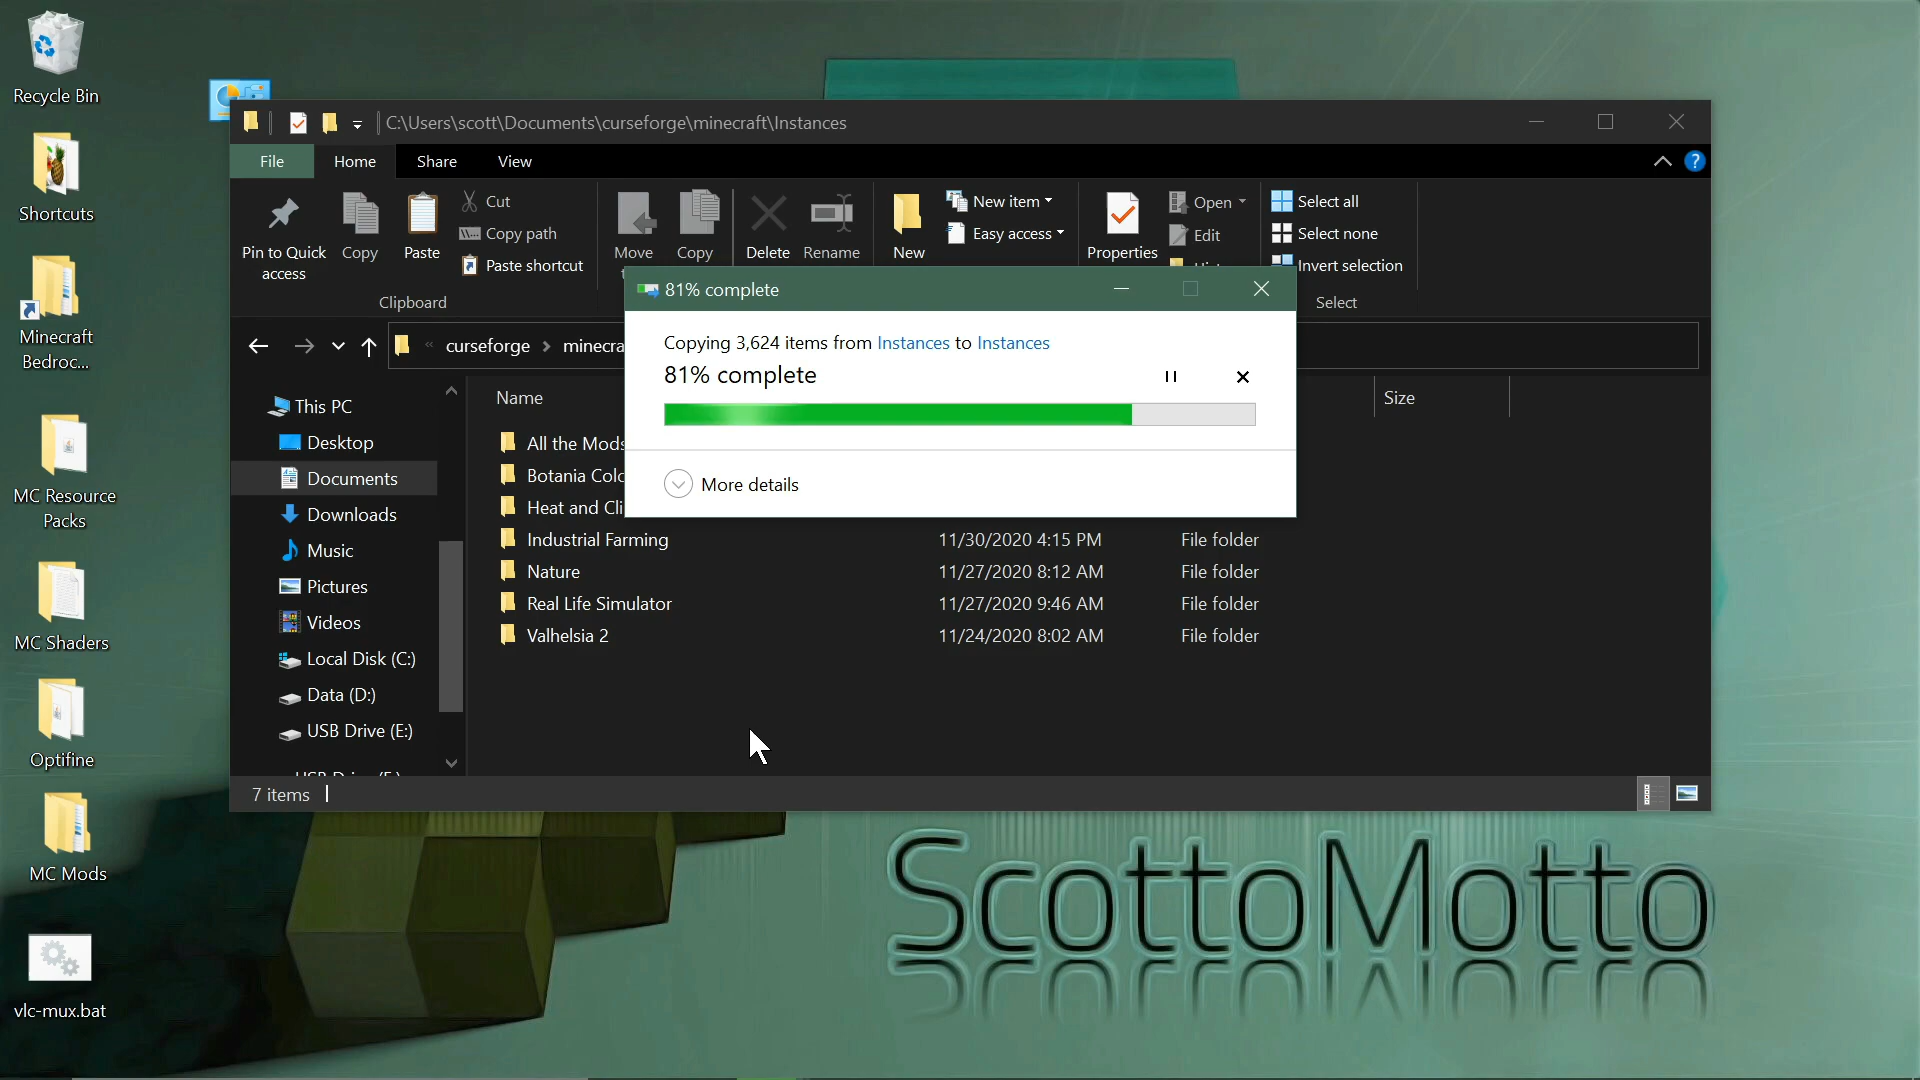 Recycle Bin
Shortcuts
Minecraft
Bedroc...
MC Resource
Packs
MC Shaders
Optifine
MC Mods
vlc-mux.bat
C:\Users\scott\Documents\curseforge\minecraft\Instances
File
Home
Share
View
Pin to Quick
access
Copy
Paste
Cut
Copy path
Paste shortcut
Clipboard
Move
Copy
Delete
Rename
New
New item
Easy access
Properties
Open
Edit
Select all
Select none
Invert selection
Select
81% complete
Copying 3,624 items from Instances to Instances
81% complete
More details
« curseforge > minecra
This PC
Desktop
Documents
Downloads
Music
Pictures
Videos
Local Disk (C:)
Data (D:)
USB Drive (E:)
Name
Size
All the Mods
Botania Colo
Heat and Cli
Industrial Farming 11/30/2020 4:15 PM File folder
Nature 11/27/2020 8:12 AM File folder
Real Life Simulator 11/27/2020 9:46 AM File folder
Valhelsia 2 11/24/2020 8:02 AM File folder
7 items
ScottoMotto